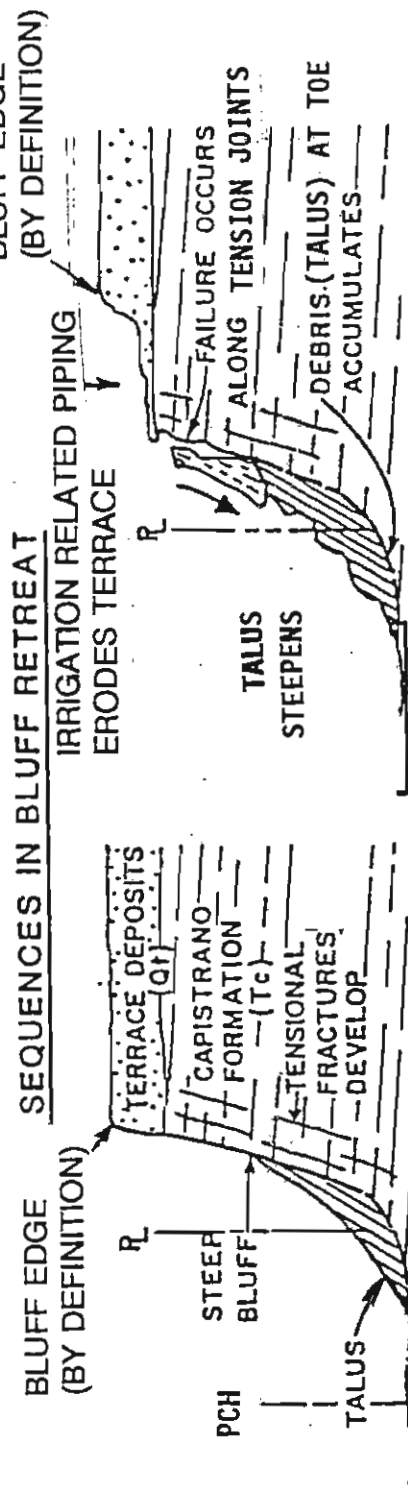 SEQUENCES IN BLUFF RETREAT
BLUFF EDGE
(BY DEFINITION)
TERRACE DEPOSITS
(Qt)
CAPISTRANO
FORMATION
(Tc)
TENSIONAL
FRACTURES
DEVELOP
PL
STEEP
BLUFF
PCH
TALUS
IRRIGATION RELATED PIPING
ERODES TERRACE
(BY DEFINITION)
PL
FAILURE OCCURS
ALONG TENSION JOINTS
TALUS
STEEPENS
DEBRIS (TALUS) AT TOE
ACCUMULATES